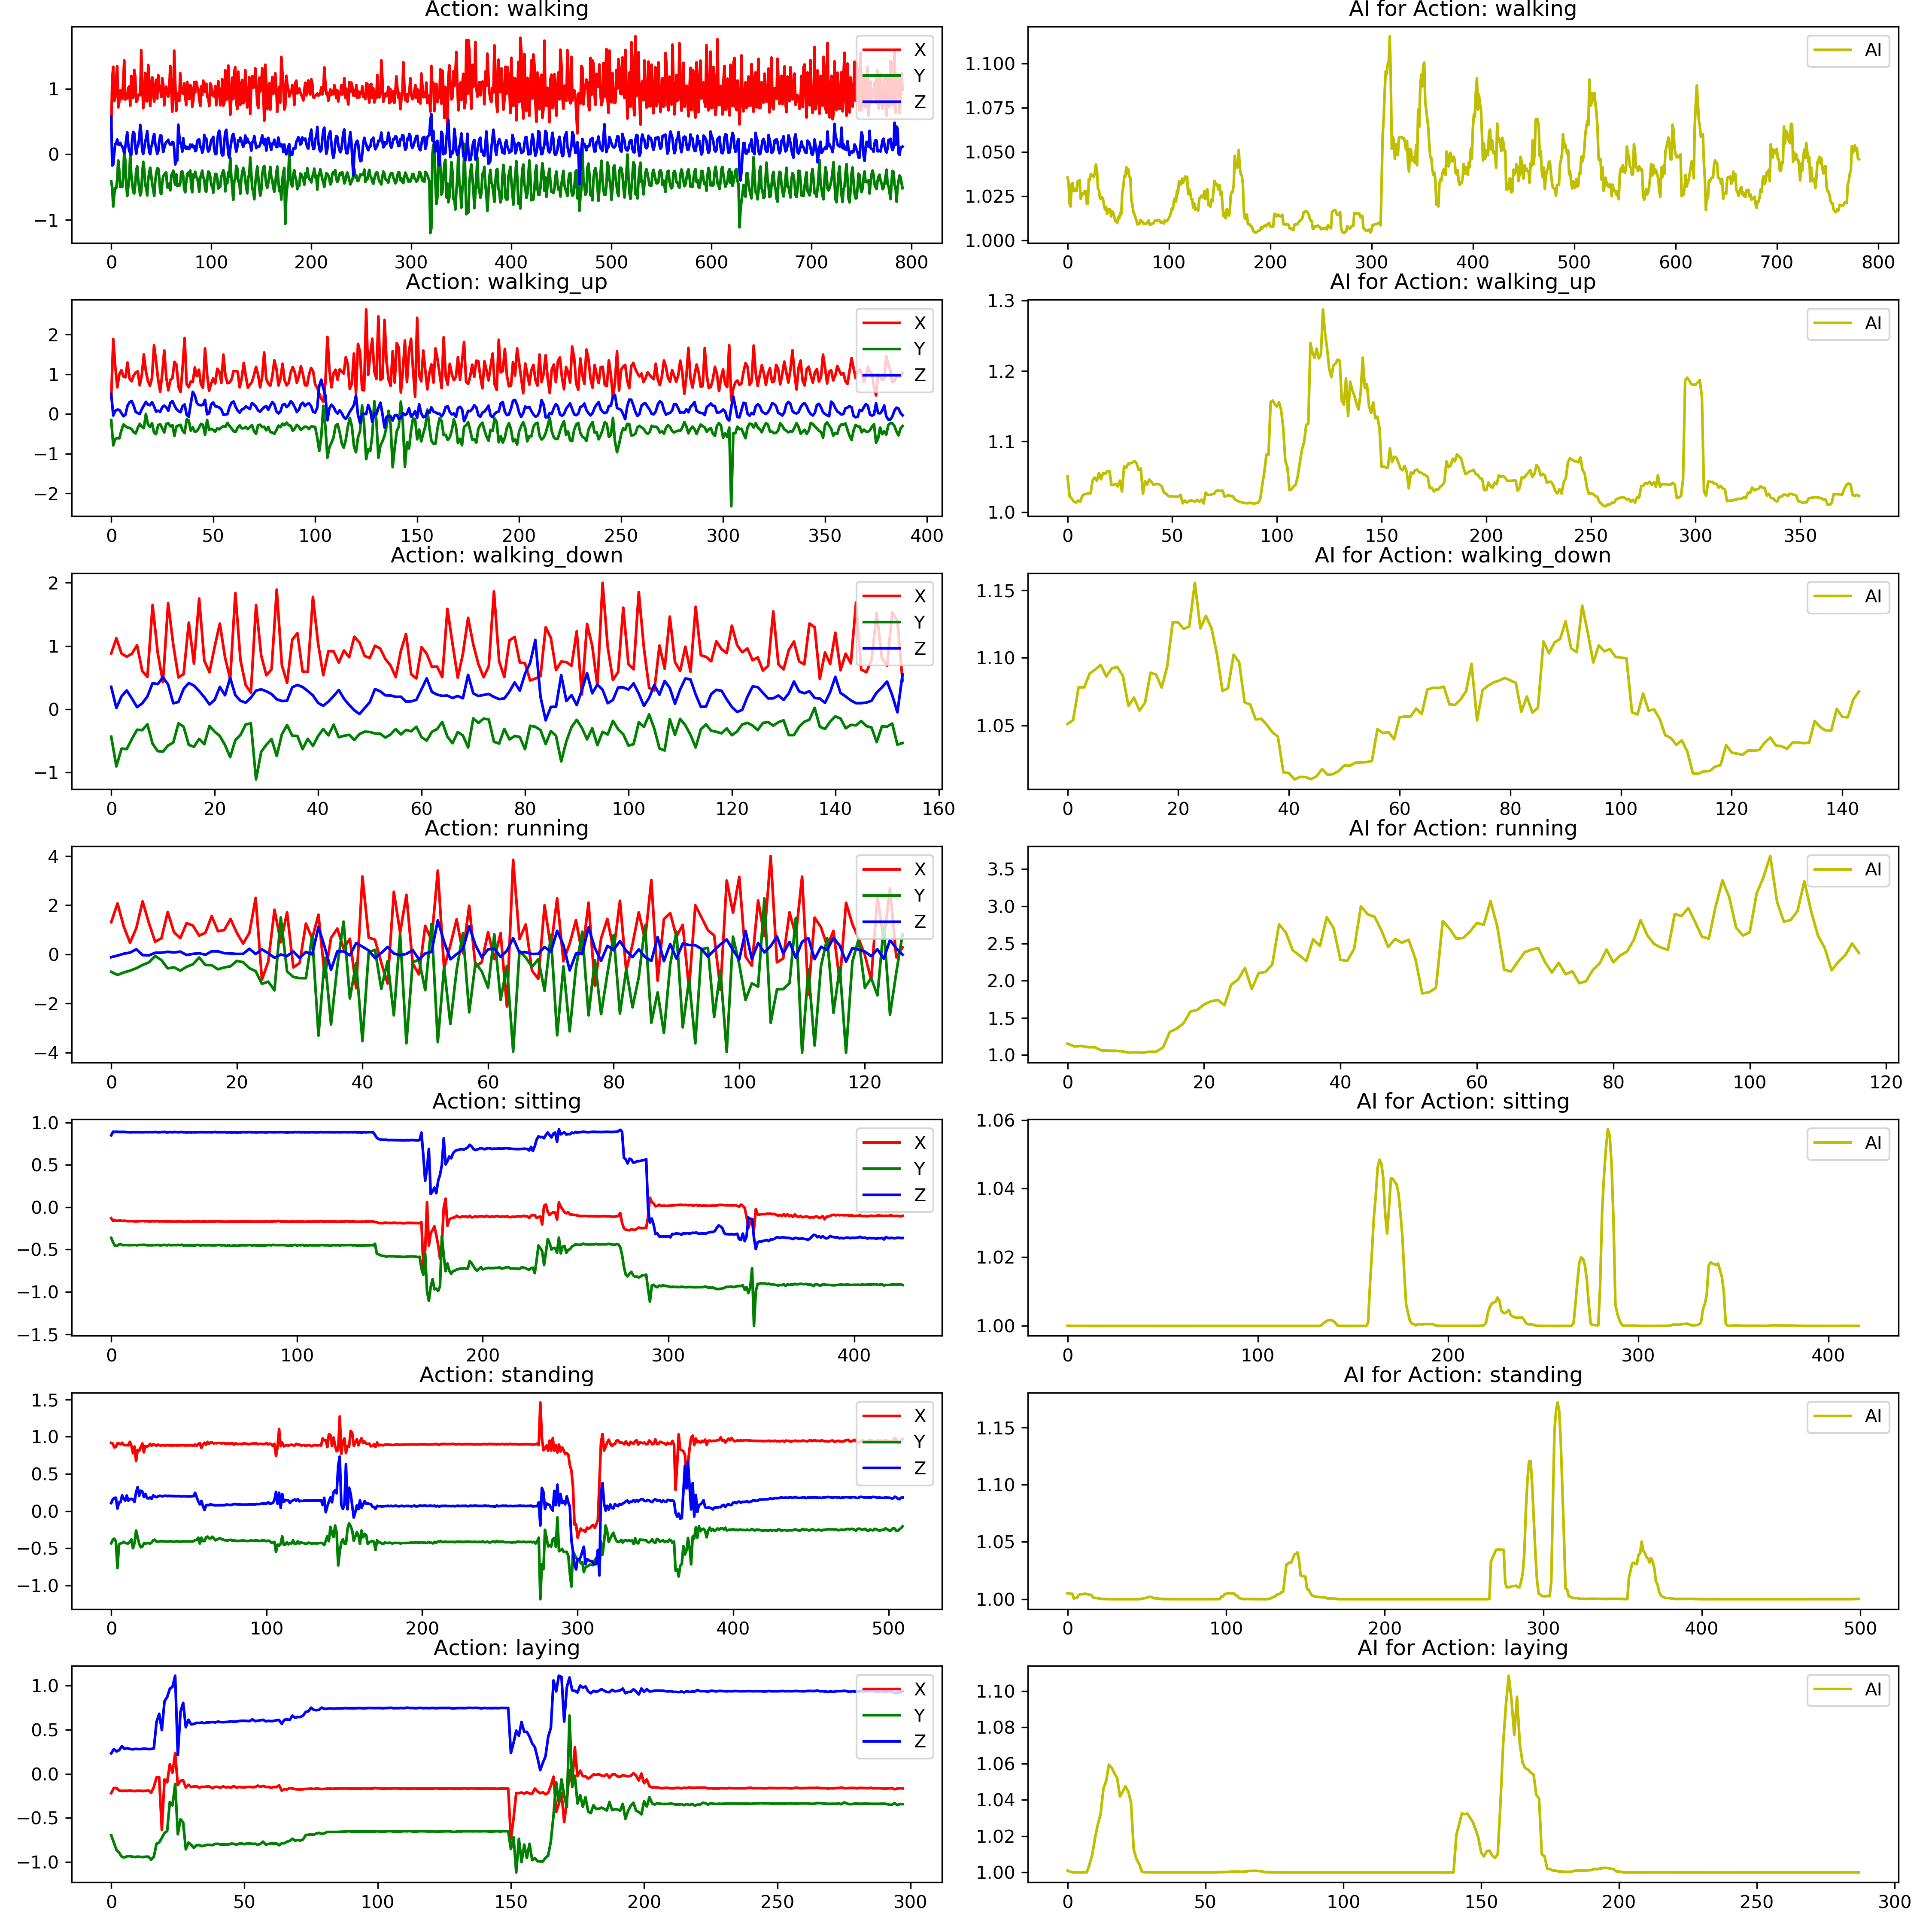 Action: walking
X
Y
Z
1
0
−1
0 100 200 300 400 500 600 700 800
AI for Action: walking
AI
1.100
1.075
1.050
1.025
1.000
0 100 200 300 400 500 600 700 800
Action: walking_up
X
Y
Z
2
1
0
−1
−2
0 50 100 150 200 250 300 350 400
AI for Action: walking_up
AI
1.3
1.2
1.1
1.0
0 50 100 150 200 250 300 350
Action: walking_down
X
Y
Z
2
1
0
−1
0 20 40 60 80 100 120 140 160
AI for Action: walking_down
AI
1.15
1.10
1.05
0 20 40 60 80 100 120 140
Action: running
X
Y
Z
4
2
0
−2
−4
0 20 40 60 80 100 120
AI for Action: running
AI
3.5
3.0
2.5
2.0
1.5
1.0
0 20 40 60 80 100 120
Action: sitting
X
Y
Z
1.0
0.5
0.0
−0.5
−1.0
−1.5
0 100 200 300 400
AI for Action: sitting
AI
1.06
1.04
1.02
1.00
0 100 200 300 400
Action: standing
X
Y
Z
1.5
1.0
0.5
0.0
−0.5
−1.0
0 100 200 300 400 500
AI for Action: standing
AI
1.15
1.10
1.05
1.00
0 100 200 300 400 500
Action: laying
X
Y
Z
1.0
0.5
0.0
−0.5
−1.0
0 50 100 150 200 250 300
AI for Action: laying
AI
1.10
1.08
1.06
1.04
1.02
1.00
0 50 100 150 200 250 300